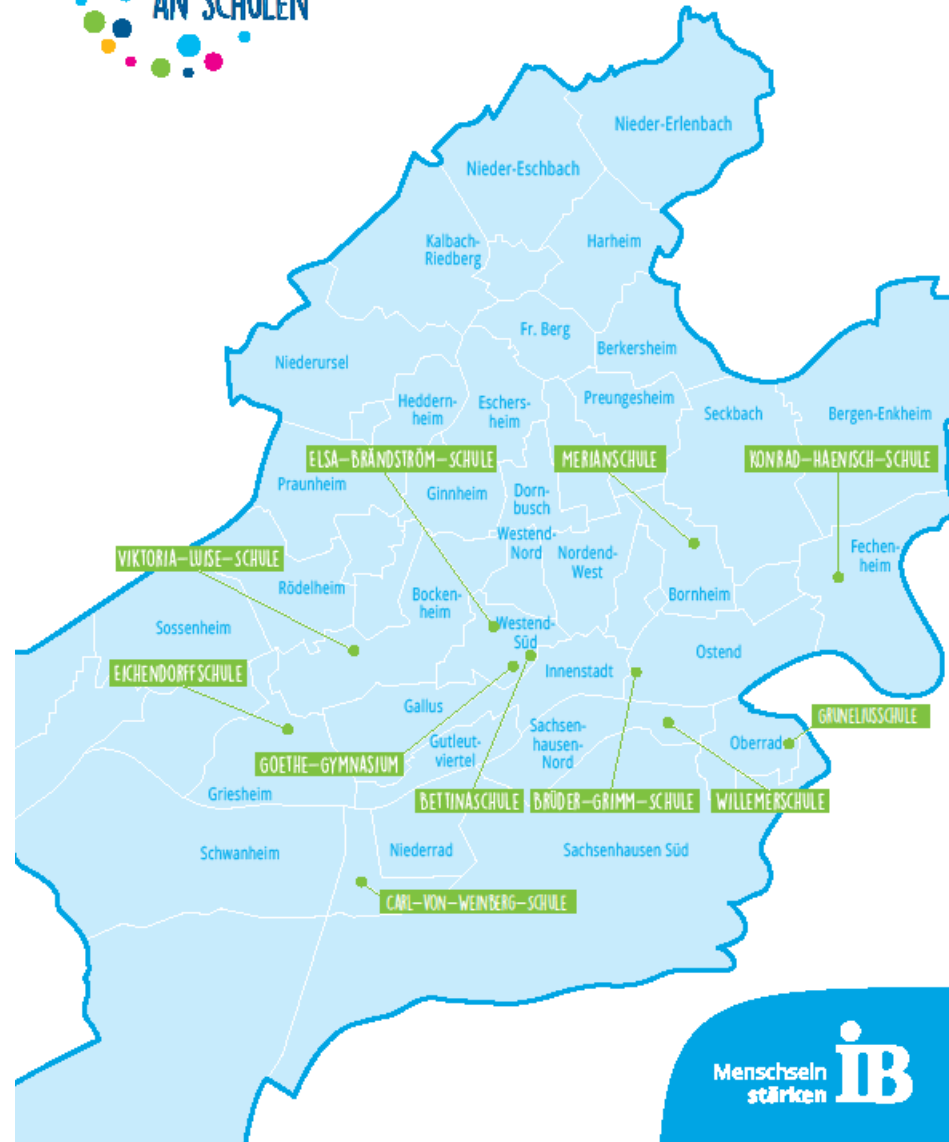 AN SCHULEN
Nieder-Erlenbach
Nieder-Eschbach
Kalbach-
Riedberg
Harheim
Fr. Berg
Berkersheim
Niederursel
Heddern-
heim
Eschers-
heim
Preungesheim
Seckbach
Bergen-Enkheim
ELSA-BRÄNDSTRÖM-SCHULE
MERIANSCHULE
KONRAD-HAENISCH-SCHULE
Praunheim
Ginnheim
Dorn-
busch
Westend-
Nord
Nordend-
West
Fechen-
heim
VIKTORIA-LUISE-SCHULE
Rödelheim
Bocken-
heim
Bornheim
Sossenheim
Westend-
Süd
Ostend
EICHENDORFFSCHULE
Innenstadt
Gallus
GRUNELIUSSCHULE
Gutleut-
viertel
Sachsen-
hausen-
Nord
Oberrad
GOETHE-GYMNASIUM
Griesheim
BETTINASCHULE
BRÜDER-GRIMM-SCHULE
WILLEMERSCHULE
Schwanheim
Niederrad
Sachsenhausen Süd
CARL-VON-WEINBERG-SCHULE
Menschsein
stärken
IB